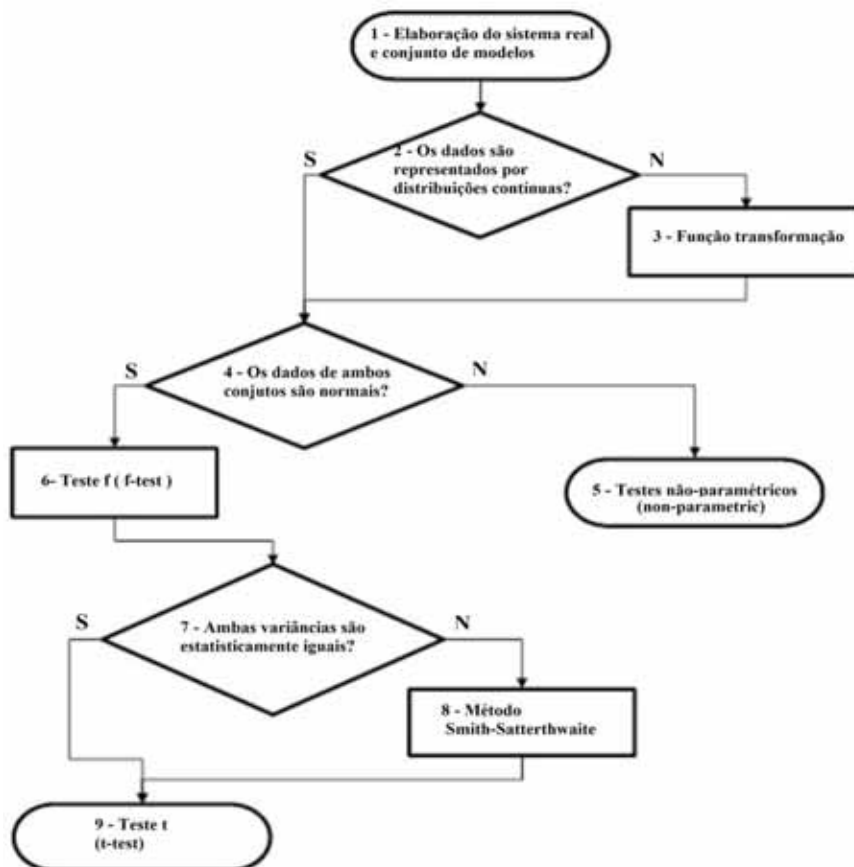 1 - Elaboração do sistema real
e conjunto de modelos
S
2 - Os dados são
representados por
distribuições contínuas?
N
3 - Função transformação
S
4 - Os dados de ambos
conjutos são normais?
N
6- Teste f ( f-test )
5 - Testes não-paramétricos
(non-parametric)
S
7 - Ambas variâncias são
estatisticamente iguais?
N
8 - Método
Smith-Satterthwaite
9 - Teste t
(t-test)